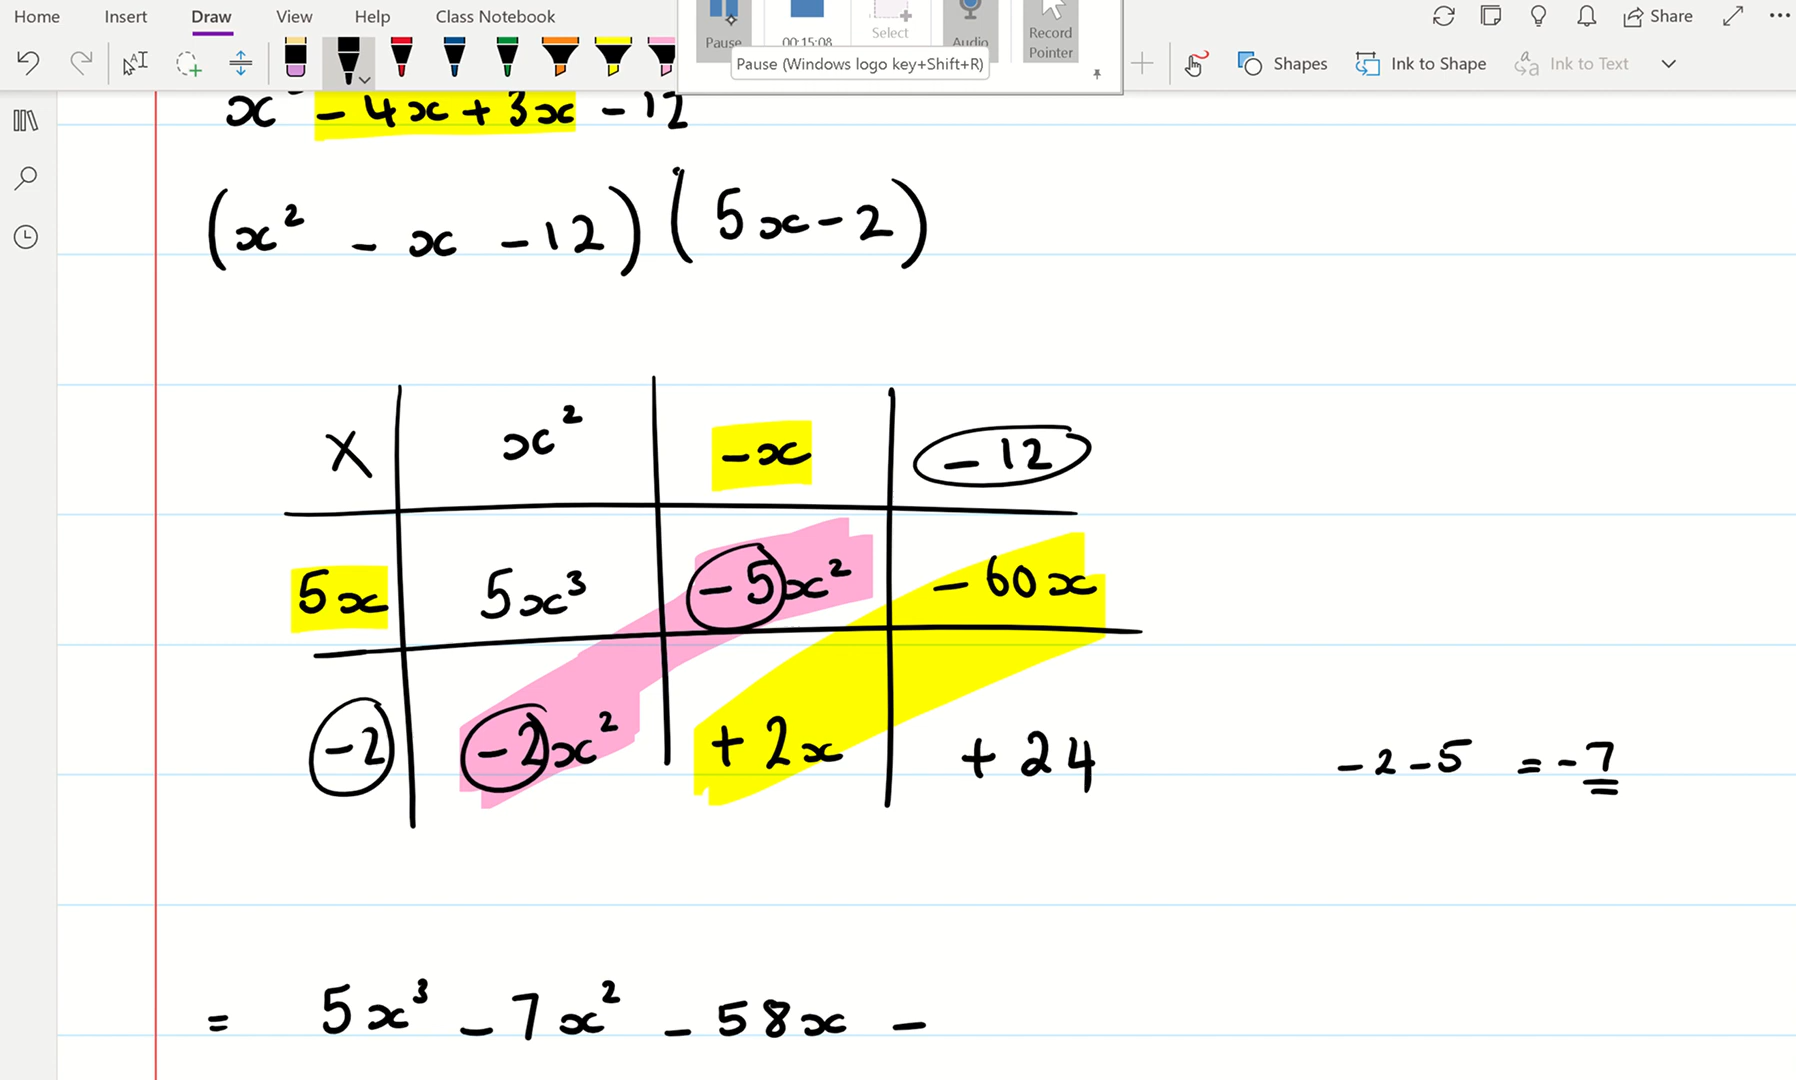 Home Insert Draw View Help Class Notebook
Share
Pause 00:15:08 Select Audio Record Pointer
Pause (Windows logo key+Shift+R)
Shapes Ink to Shape Ink to Text
x² - 4x + 3x - 12
(x² - x - 12) (5x - 2)
X x² -x -12
5x 5x³ -5x² -60x
-2 -2x² +2x +24
-2 -5 = -7
= 5x³ - 7x² - 58x -